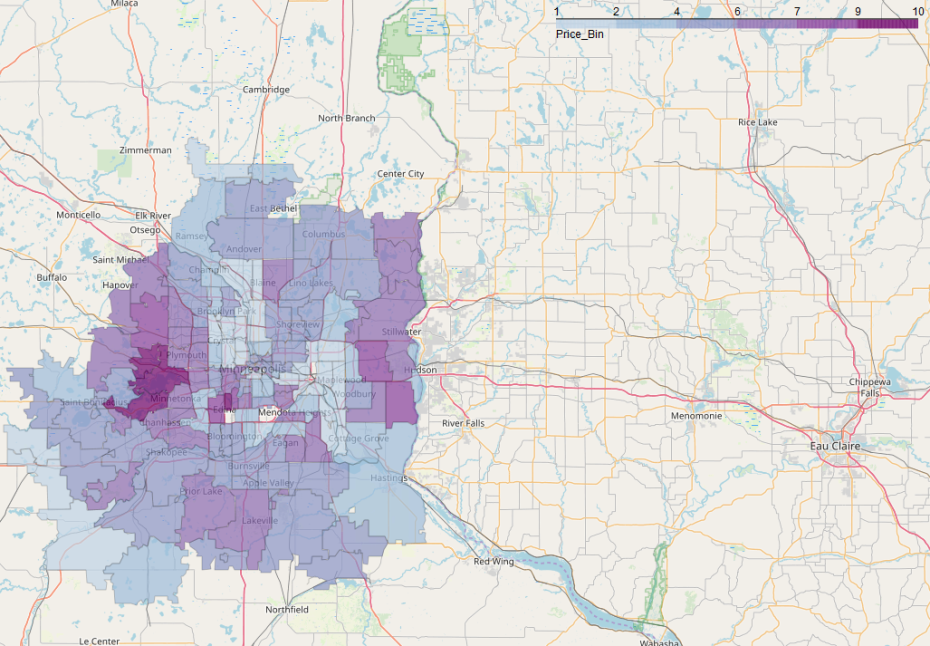 1 2 4 6 7 9 10
Price_Bin
Milaca
Cambridge
North Branch
Rice Lake
Zimmerman
Center City
Monticello
Elk River
East Bethel
Otsego
Ramsey
Columbus
Andover
Saint Michael
Champlin
Buffalo
Hanover
Blaine
Lino Lakes
Brooklyn Park
Shoreview
Stillwater
Plymouth
Minneapolis
Hudson
Maplewood
Chippewa
Falls
Woodbury
Saint Bonifacius
Minnetonka
Edina
Mendota Heights
Menomonie
Chanhassen
River Falls
Bloomington
Eagan
Cottage Grove
Eau Claire
Shakopee
Burnsville
Apple Valley
Hastings
Prior Lake
Lakeville
Red Wing
Northfield
Le Center
Wabasha